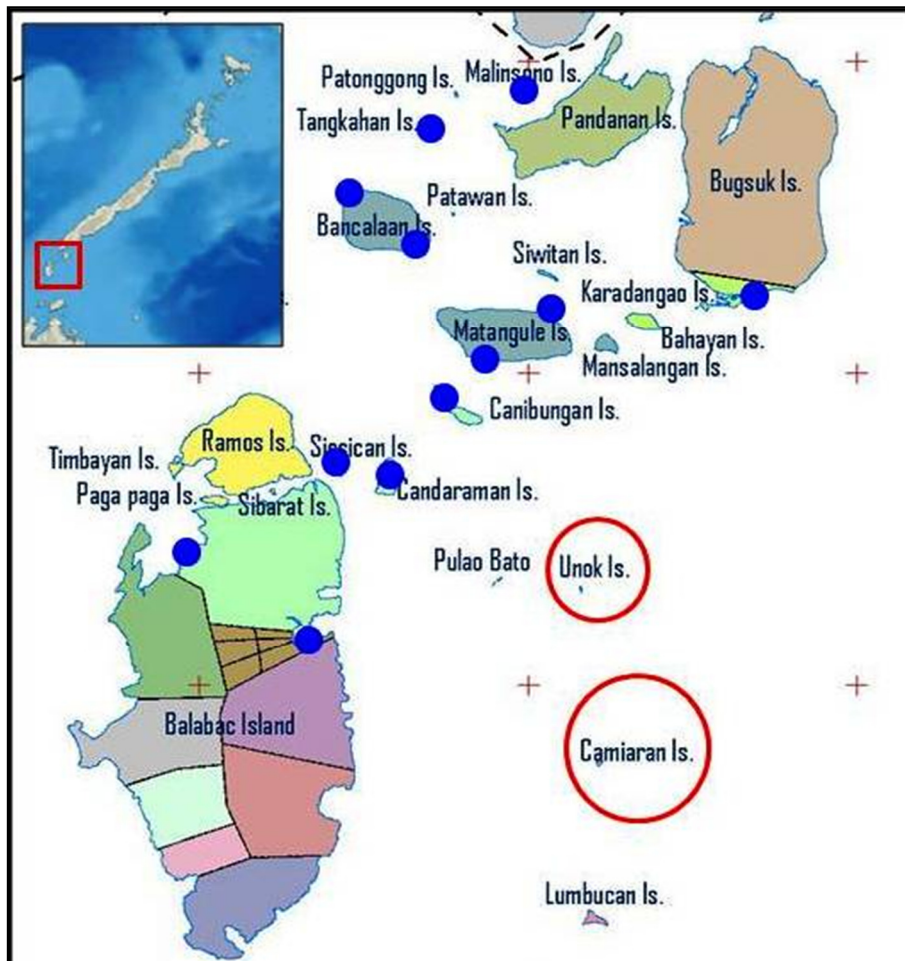 Patonggong Is.
Malinsono Is.
Tangkahan Is.
Pandanan Is.
Bugsuk Is.
Patawan Is.
Bancalaan Is.
Siwitan Is.
Karadangao Is.
Matangule Is.
Bahayan Is.
Mansalangan Is.
Canibungan Is.
Ramos Is.
Sissican Is.
Timbayan Is.
Paga paga Is.
Sibarat Is.
Candaraman Is.
Pulao Bato
Unok Is.
Balabac Island
Camiaran Is.
Lumbucan Is.